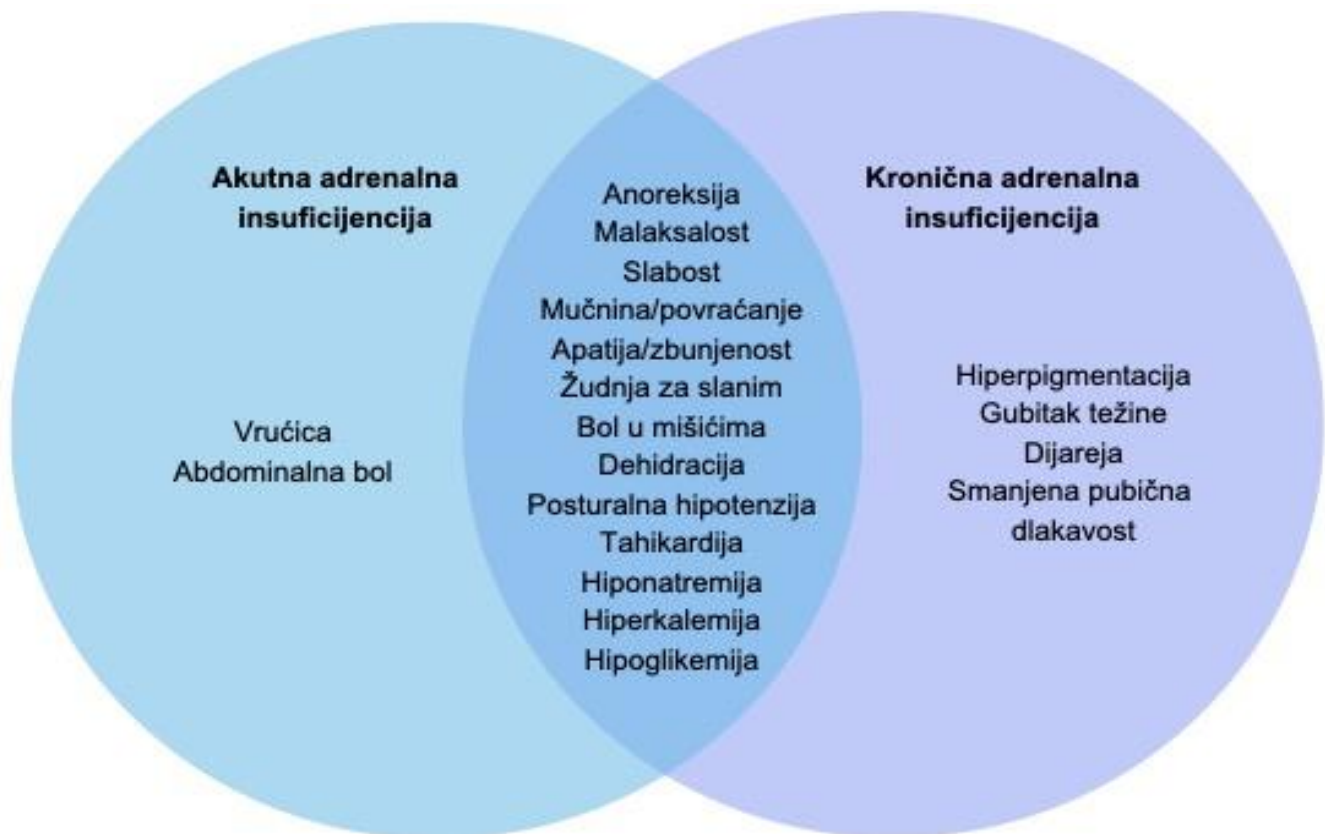 Akutna adrenalna
insuficijencija
Vrućica
Abdominalna bol
Anoreksija
Malaksalost
Slabost
Mučnina/povraćanje
Apatija/zbunjenost
Žudnja za slanim
Bol u mišićima
Dehidracija
Posturalna hipotenzija
Tahikardija
Hiponatremija
Hiperkalemija
Hipoglikemija
Kronična adrenalna
insuficijencija
Hiperpigmentacija
Gubitak težine
Dijareja
Smanjena pubična
dlakavost